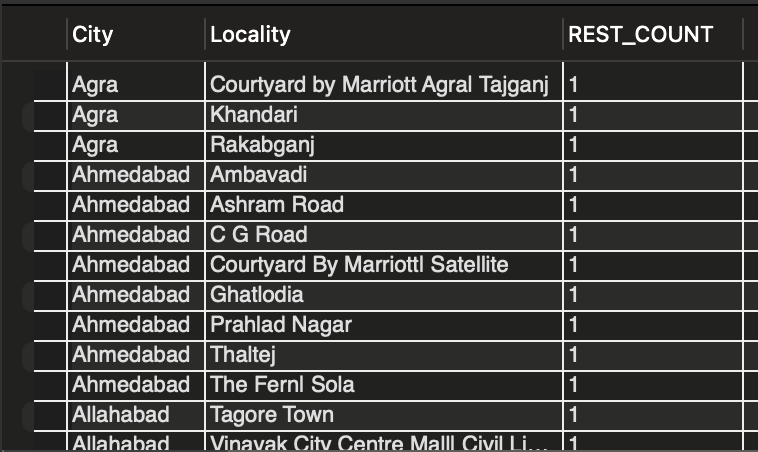 City Locality REST_COUNT
Agra Courtyard by Marriott Agral Tajganj 1
Agra Khandari 1
Agra Rakabganj 1
Ahmedabad Ambavadi 1
Ahmedabad Ashram Road 1
Ahmedabad C G Road 1
Ahmedabad Courtyard By Marriottl Satellite 1
Ahmedabad Ghatlodia 1
Ahmedabad Prahlad Nagar 1
Ahmedabad Thaltej 1
Ahmedabad The Fernl Sola 1
Allahabad Tagore Town 1
Allahabad Vinayak City Centre Malll Civil Li... 1